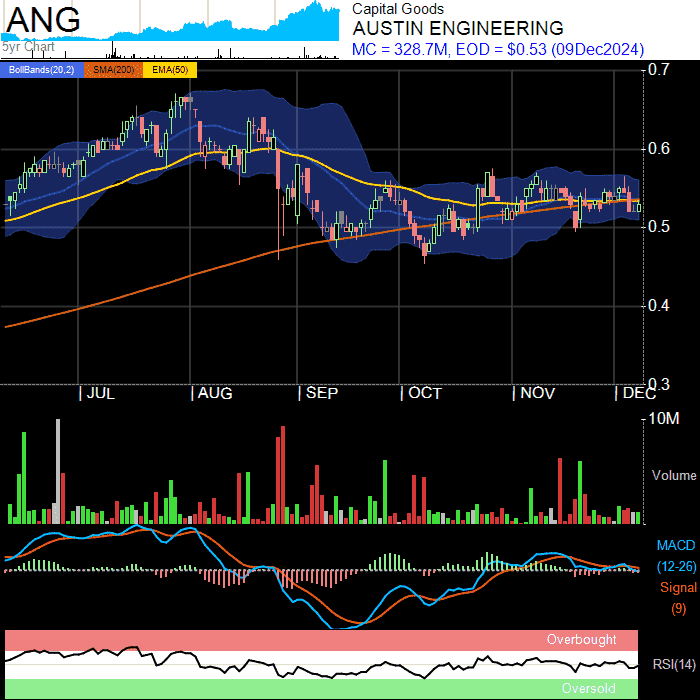 ANG
5yr Chart
Capital Goods
AUSTIN ENGINEERING
MC = 328.7M, EOD = $0.53 (09Dec2024)
BollBands(20,2) SMA(200) EMA(50)
0.7
0.6
0.5
0.4
0.3
JUL AUG SEP OCT NOV DEC
10M
Volume
MACD
(12-26)
Signal
(9)
Overbought
RSI(14)
Oversold